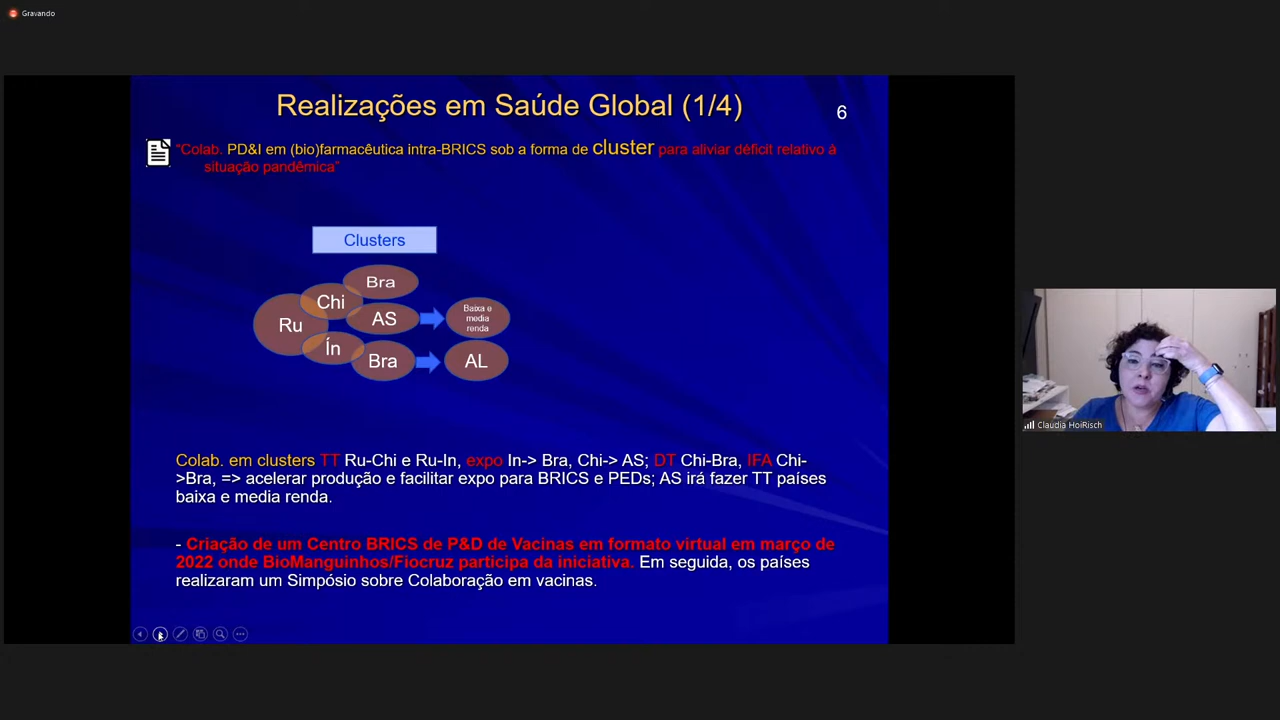 Gravando
Realizações em Saúde Global (1/4)
6
"Colab. PD&I em (bio)farmacêutica intra-BRICS sob a forma de cluster para aliviar déficit relativo à
situação pandêmica"
Clusters
Bra
Chi
Ru
AS
Baixa e
media
renda
Ín
Bra
AL
Colab. em clusters TT Ru-Chi e Ru-In, expo In-> Bra, Chi-> AS; DT Chi-Bra, IFA Chi-
>Bra, => acelerar produção e facilitar expo para BRICS e PEDs; AS irá fazer TT países
baixa e media renda.
- Criação de um Centro BRICS de P&D de Vacinas em formato virtual em março de
2022 onde BioManguinhos/Fiocruz participa da iniciativa. Em seguida, os países
realizaram um Simpósio sobre Colaboração em vacinas.
Claudia HoiRisch